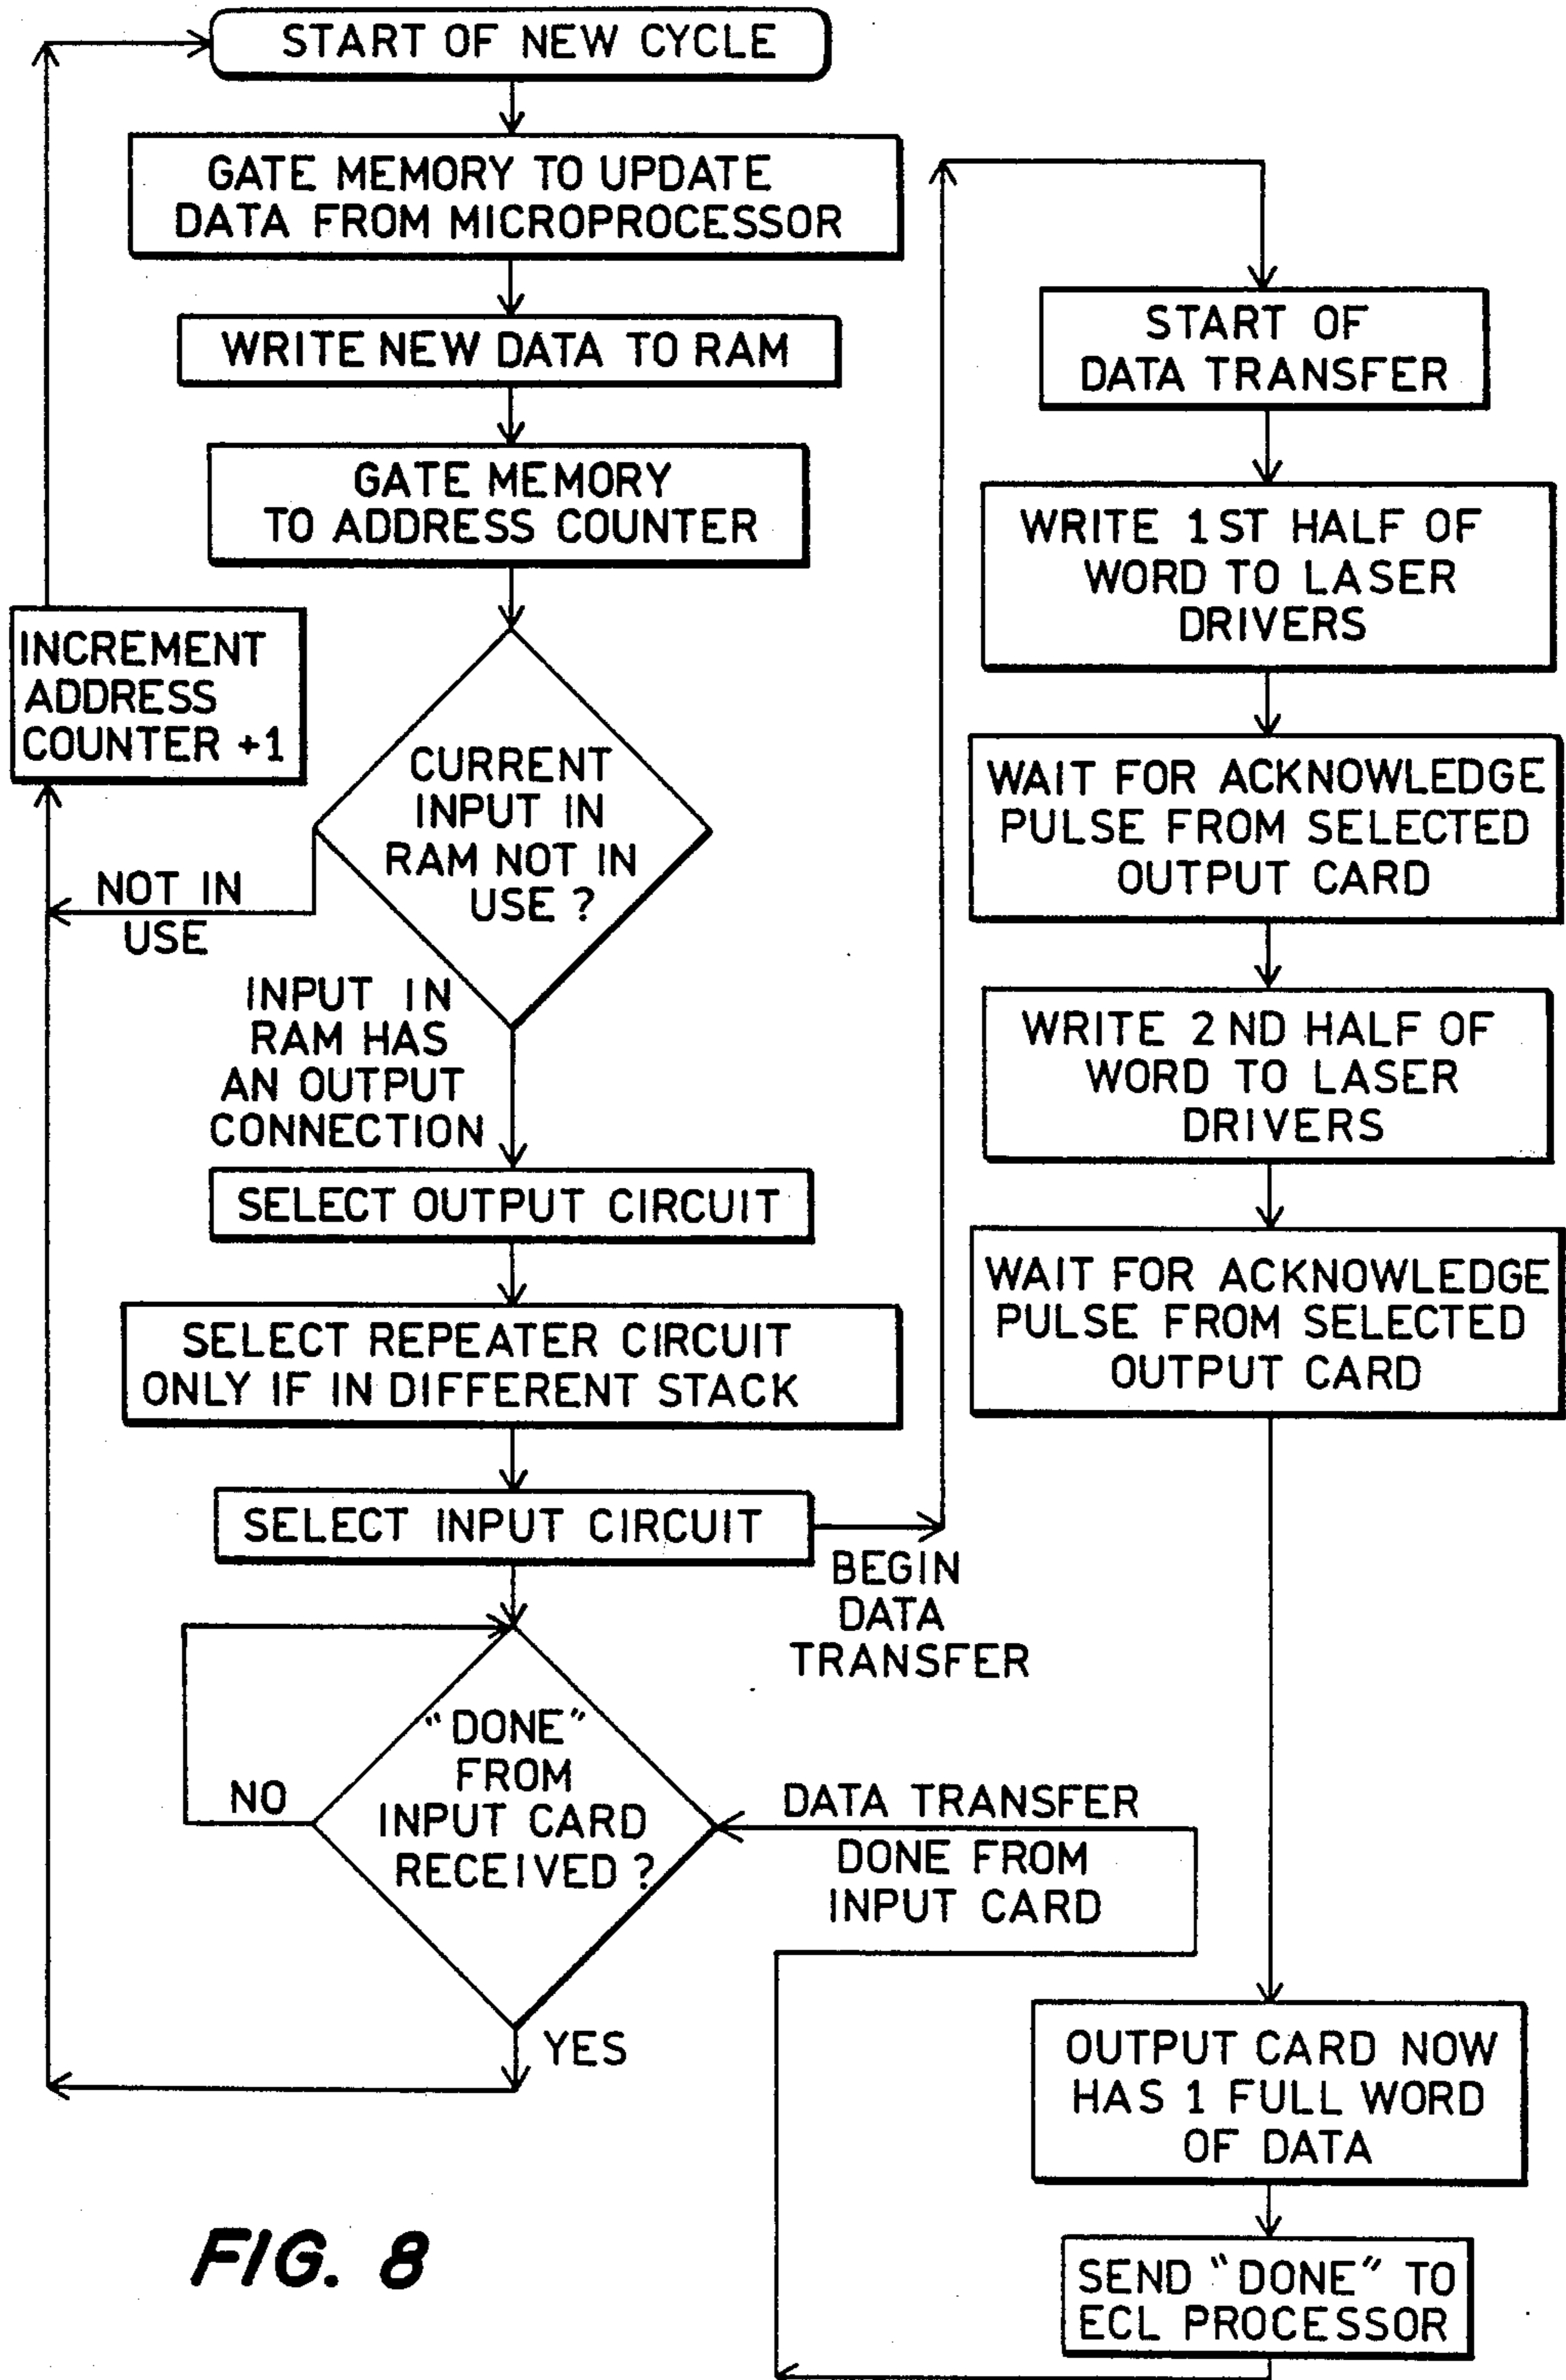 START OF NEW CYCLE
GATE MEMORY TO UPDATE
DATA FROM MICROPROCESSOR
WRITE NEW DATA TO RAM
GATE MEMORY
TO ADDRESS COUNTER
INCREMENT
ADDRESS
COUNTER +1
CURRENT
INPUT IN
RAM NOT IN
USE ?
NOT IN
USE
INPUT IN
RAM HAS
AN OUTPUT
CONNECTION
SELECT OUTPUT CIRCUIT
SELECT REPEATER CIRCUIT
ONLY IF IN DIFFERENT STACK
SELECT INPUT CIRCUIT
BEGIN
DATA
TRANSFER
"DONE"
FROM
INPUT CARD
RECEIVED ?
NO
YES
DATA TRANSFER
DONE FROM
INPUT CARD
START OF
DATA TRANSFER
WRITE 1ST HALF OF
WORD TO LASER
DRIVERS
WAIT FOR ACKNOWLEDGE
PULSE FROM SELECTED
OUTPUT CARD
WRITE 2ND HALF OF
WORD TO LASER
DRIVERS
WAIT FOR ACKNOWLEDGE
PULSE FROM SELECTED
OUTPUT CARD
OUTPUT CARD NOW
HAS 1 FULL WORD
OF DATA
SEND "DONE" TO
ECL PROCESSOR
FIG. 8